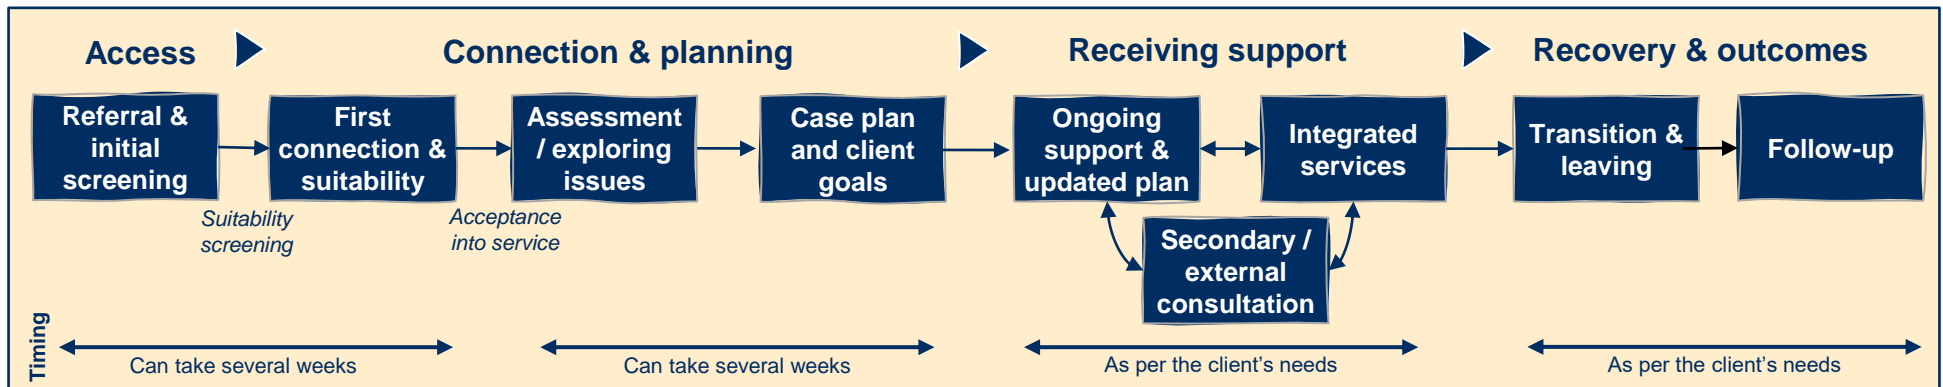 Access
Connection & planning
Receiving support
Recovery & outcomes
Referral &
initial
screening
First
connection &
suitability
Assessment
/ exploring
issues
Case plan
and client
goals
Ongoing
support &
updated plan
Integrated
services
Transition &
leaving
Follow-up
Suitability
screening
Acceptance
into service
Secondary /
external
consultation
Timing
Can take several weeks
Can take several weeks
As per the client’s needs
As per the client’s needs